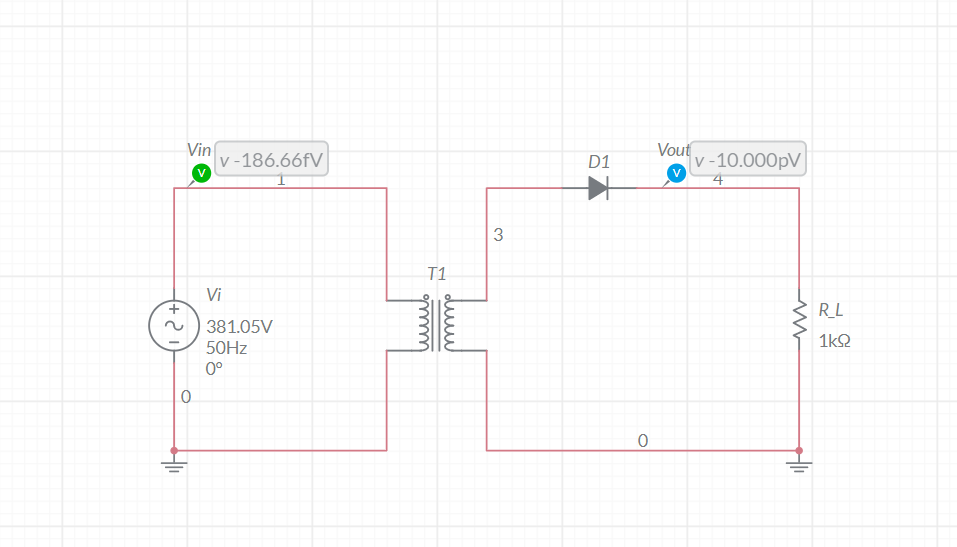 Vin
v -186.66fV
V
1
D1
Vout
v -10.000pV
V
4
3
T1
Vi
381.05V
50Hz
0°
R_L
1kΩ
0
0